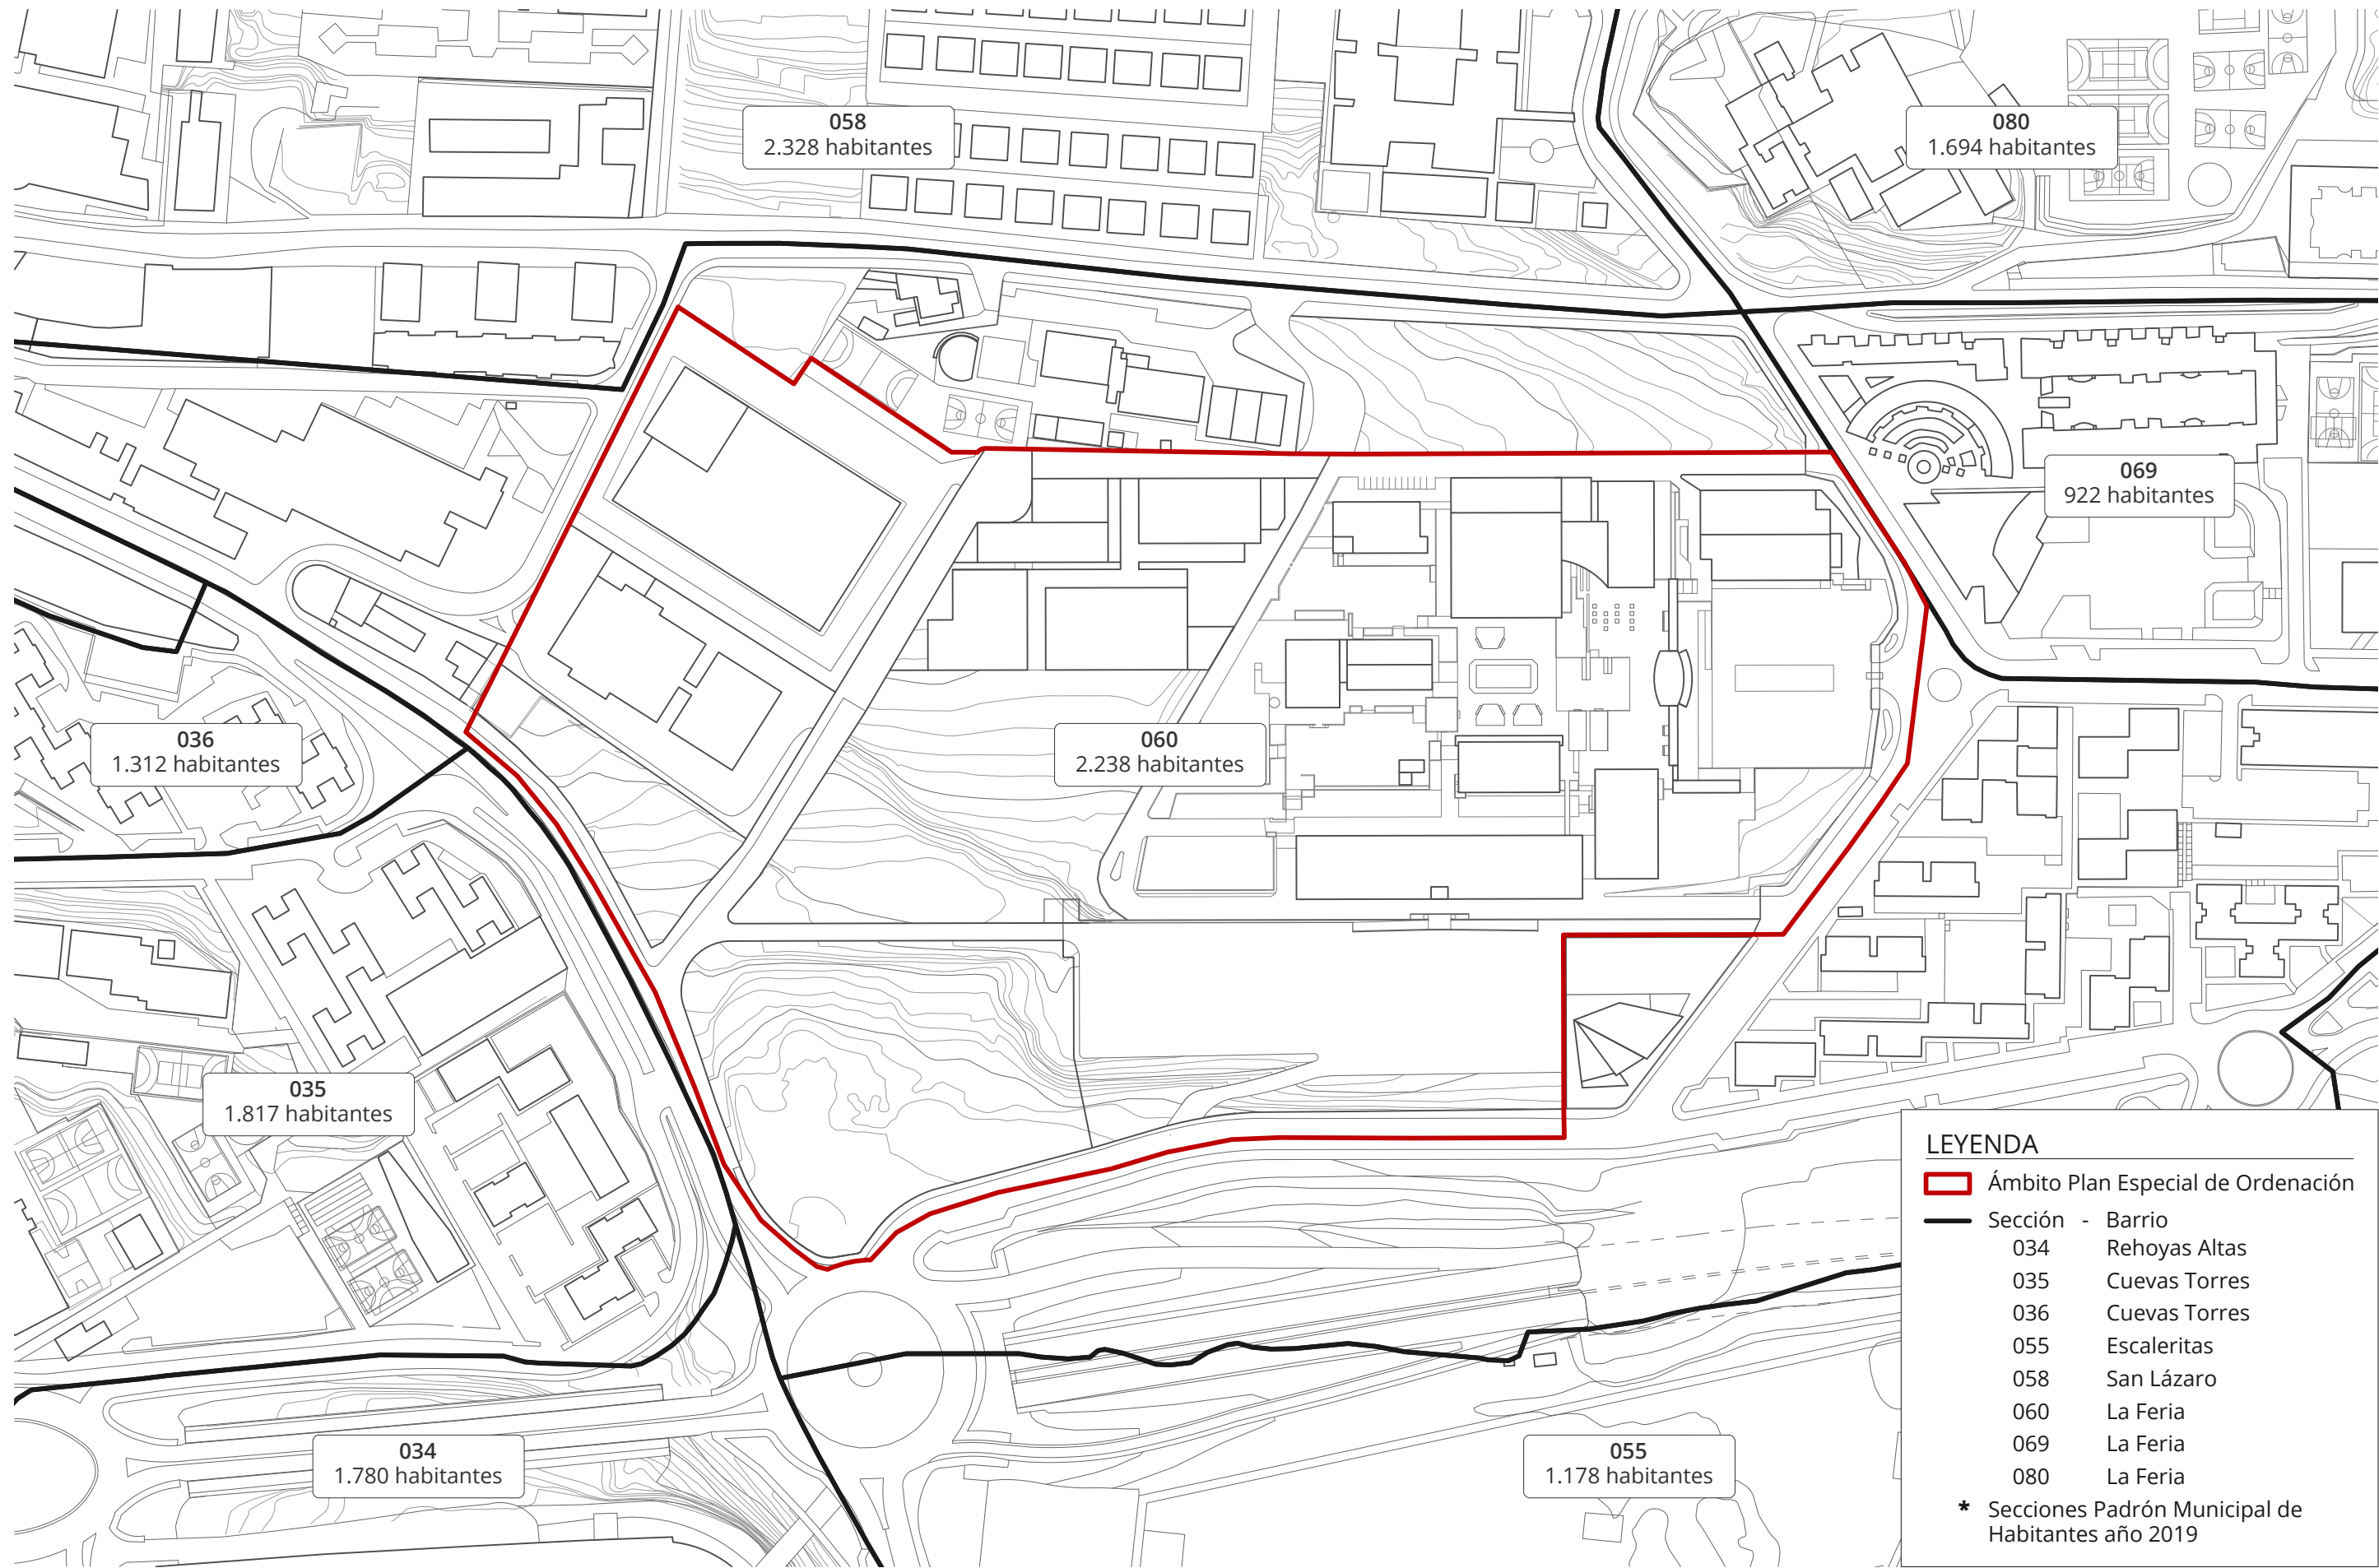 058
2.328 habitantes
080
1.694 habitantes
069
922 habitantes
036
1.312 habitantes
060
2.238 habitantes
035
1.817 habitantes
034
1.780 habitantes
055
1.178 habitantes
LEYENDA
Ámbito Plan Especial de Ordenación
Sección - Barrio
034 Rehoyas Altas
035 Cuevas Torres
036 Cuevas Torres
055 Escaleritas
058 San Lázaro
060 La Feria
069 La Feria
080 La Feria
* Secciones Padrón Municipal de
Habitantes año 2019